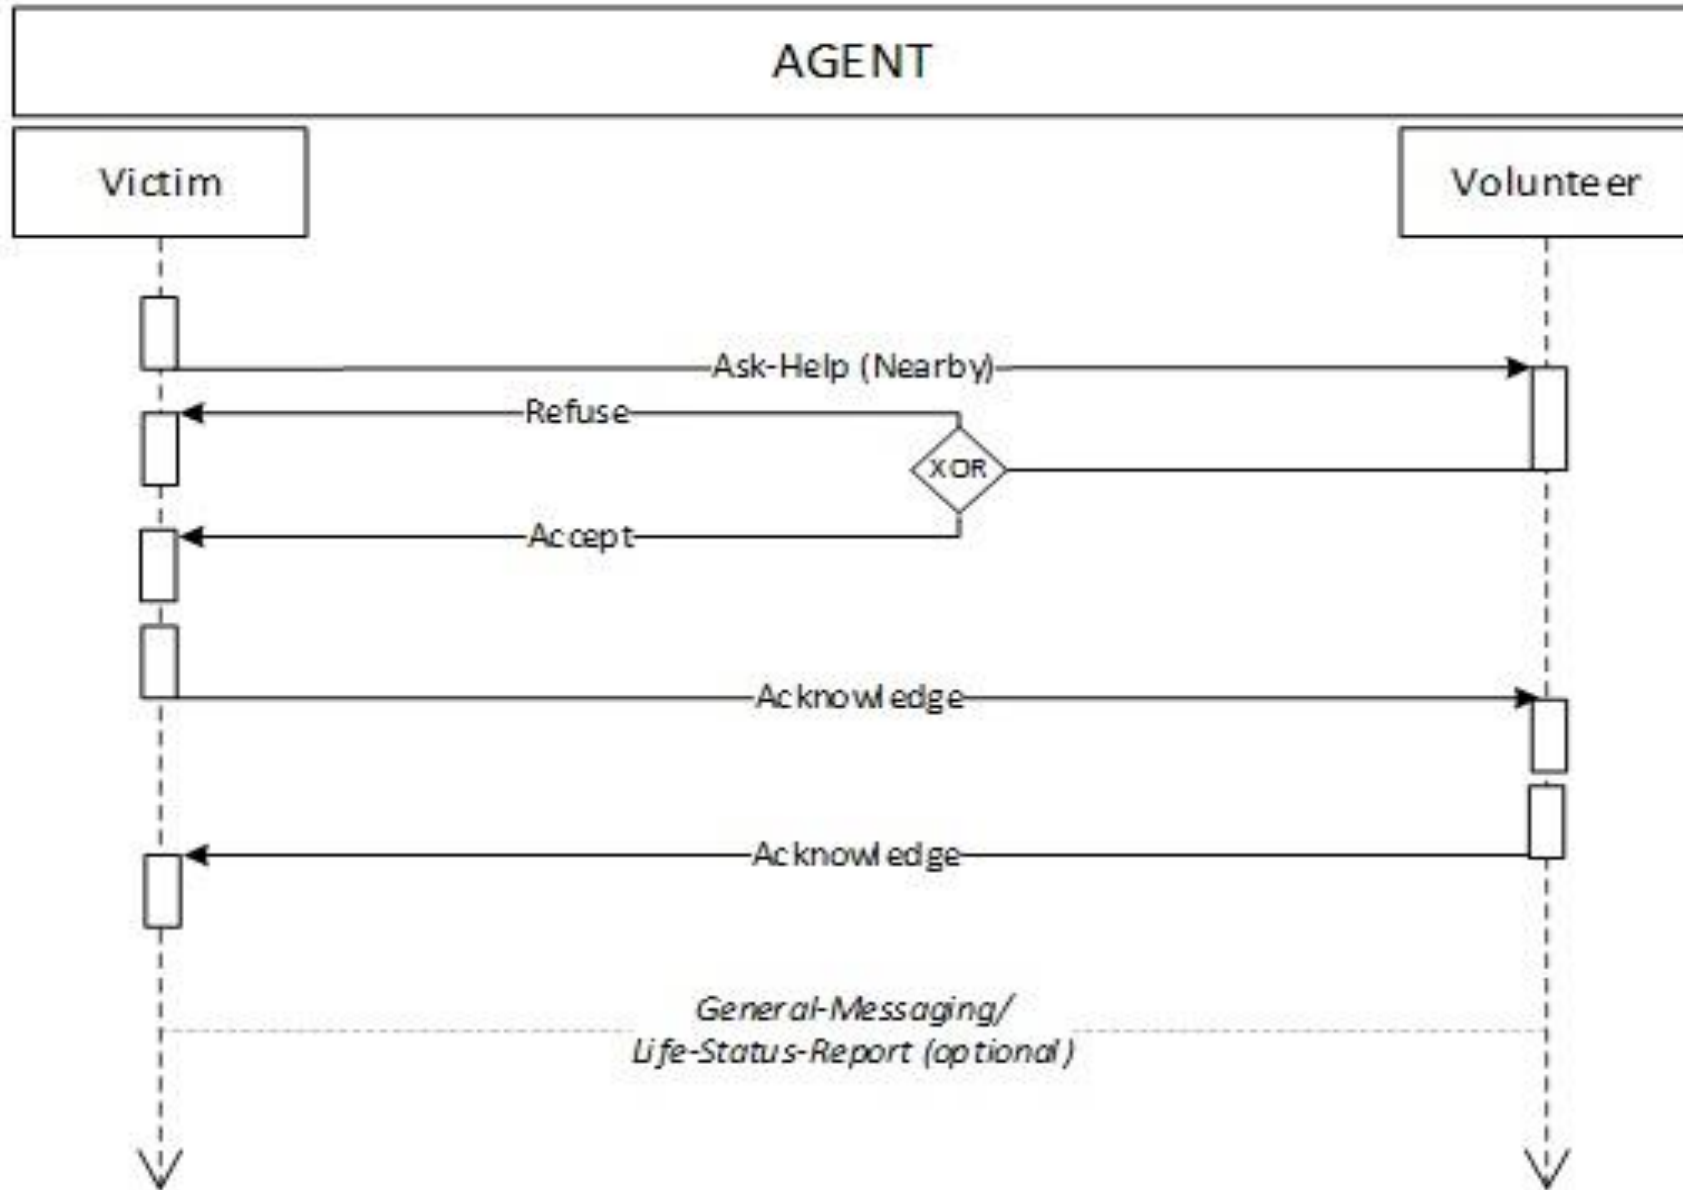 AGENT
Victim
Volunteer
Ask-Help (Nearby)
Refuse
XOR
Accept
Acknowledge
Acknowledge
General-Messaging/
Life-Status-Report (optional)